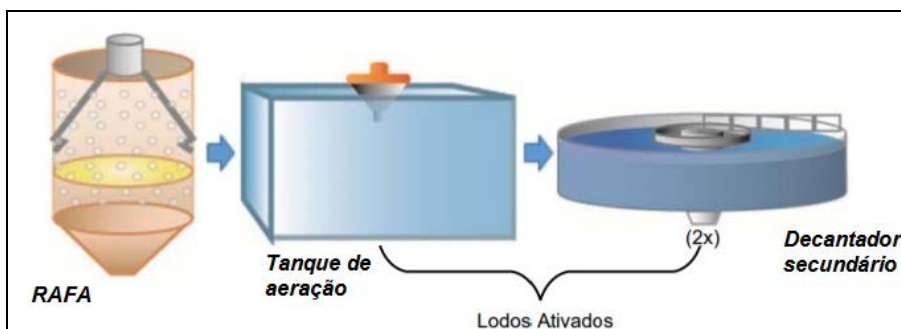 RAFA
Tanque de
aeração
(2x)
Decantador
secundário
Lodos Ativados